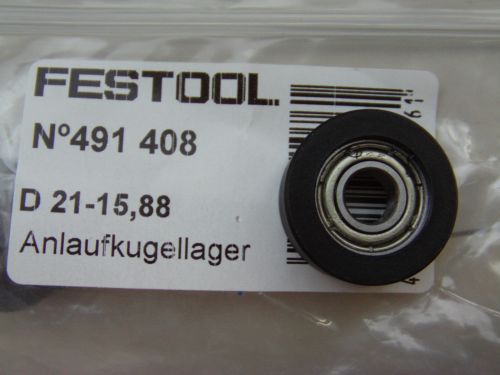 FESTOOL
N°491 408
D 21-15,88
Anlaufkugellager